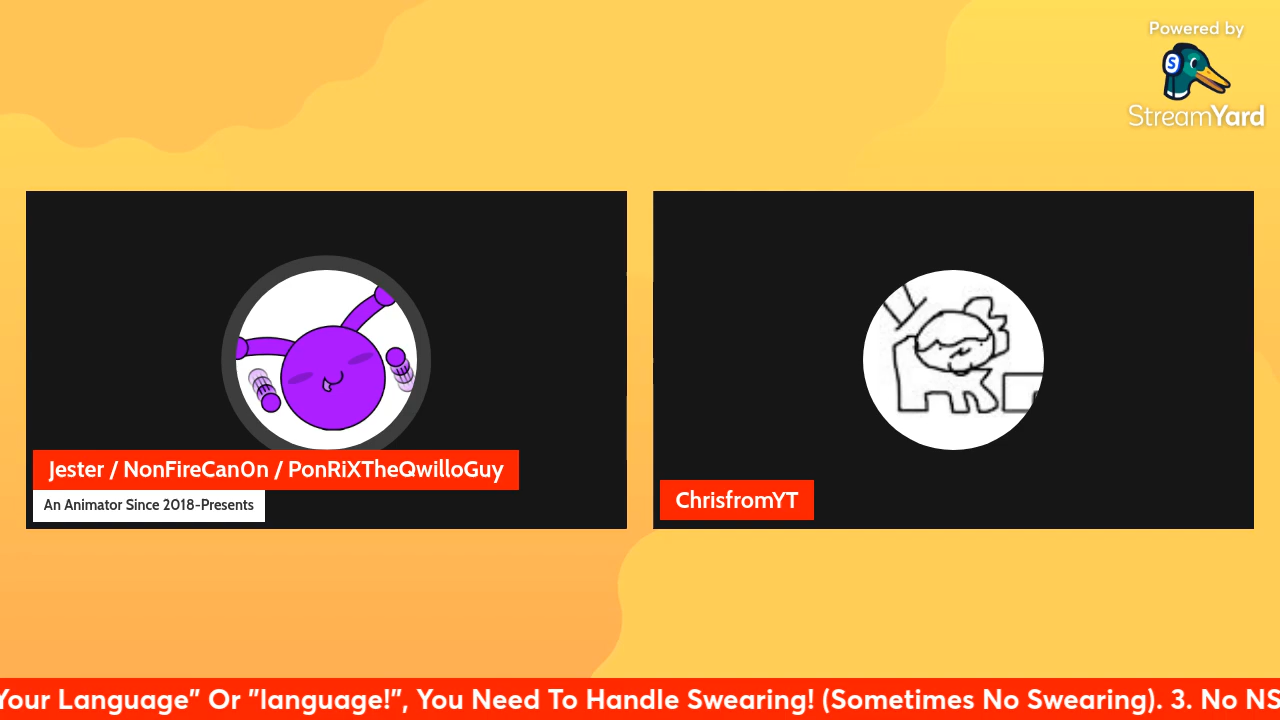 Powered by
StreamYard
Jester / NonFireCan0n / PonRiXTheQwilloGuy
An Animator Since 2018-Presents
ChrisfromYT
Your Language" Or "language!", You Need To Handle Swearing! (Sometimes No Swearing). 3. No NS